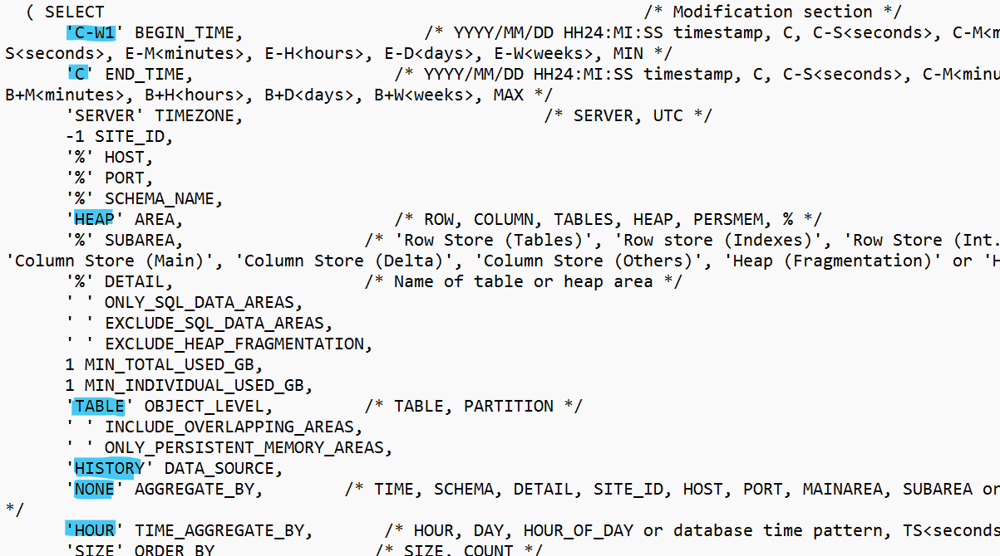 ( SELECT /* Modification section */
'C-W1' BEGIN_TIME, /* YYYY/MM/DD HH24:MI:SS timestamp, C, C-S<seconds>, C-M<m
S<seconds>, E-M<minutes>, E-H<hours>, E-D<days>, E-W<weeks>, MIN */
'C' END_TIME, /* YYYY/MM/DD HH24:MI:SS timestamp, C, C-S<seconds>, C-M<minu
B+M<minutes>, B+H<hours>, B+D<days>, B+W<weeks>, MAX */
'SERVER' TIMEZONE, /* SERVER, UTC */
-1 SITE_ID,
'%' HOST,
'%' PORT,
'%' SCHEMA_NAME,
'HEAP' AREA, /* ROW, COLUMN, TABLES, HEAP, PERSMEM, % */
'%' SUBAREA, /* 'Row Store (Tables)', 'Row store (Indexes)', 'Row Store (Int.
'Column Store (Main)', 'Column Store (Delta)', 'Column Store (Others)', 'Heap (Fragmentation)' or 'H
'%' DETAIL, /* Name of table or heap area */
' ' ONLY_SQL_DATA_AREAS,
' ' EXCLUDE_SQL_DATA_AREAS,
' ' EXCLUDE_HEAP_FRAGMENTATION,
1 MIN_TOTAL_USED_GB,
1 MIN_INDIVIDUAL_USED_GB,
'TABLE' OBJECT_LEVEL, /* TABLE, PARTITION */
' ' INCLUDE_OVERLAPPING_AREAS,
' ' ONLY_PERSISTENT_MEMORY_AREAS,
'HISTORY' DATA_SOURCE,
'NONE' AGGREGATE_BY, /* TIME, SCHEMA, DETAIL, SITE_ID, HOST, PORT, MAINAREA, SUBAREA or
*/
'HOUR' TIME_AGGREGATE_BY, /* HOUR, DAY, HOUR_OF_DAY or database time pattern, TS<seconds
'SIZE' ORDER_BY /* SIZE, COUNT */